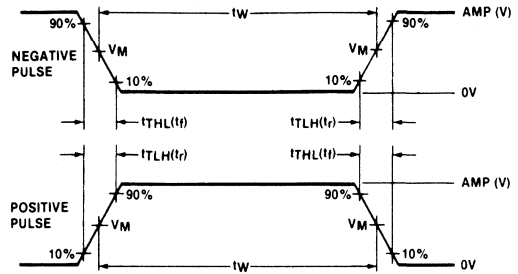 tW
AMP (V)
90%
90%
NEGATIVE
PULSE
VM
VM
10%
10%
0V
tTHL(tf)
tTLH(tr)
tTLH(tr)
tTHL(tf)
AMP (V)
90%
90%
POSITIVE
PULSE
VM
VM
10%
10%
tW
0V